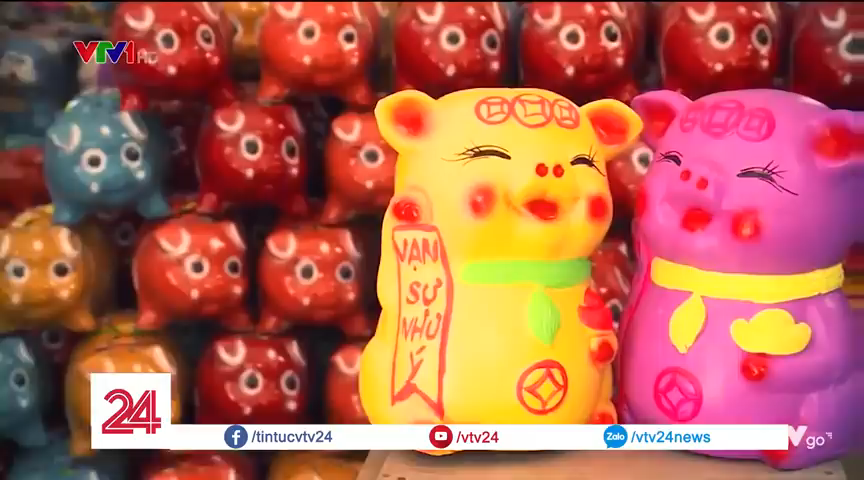 VTV1 HD
VẠN
SỰ
NHƯ
Ý
24
/tintucvtv24
/vtv24
Zalo /vtv24news
go